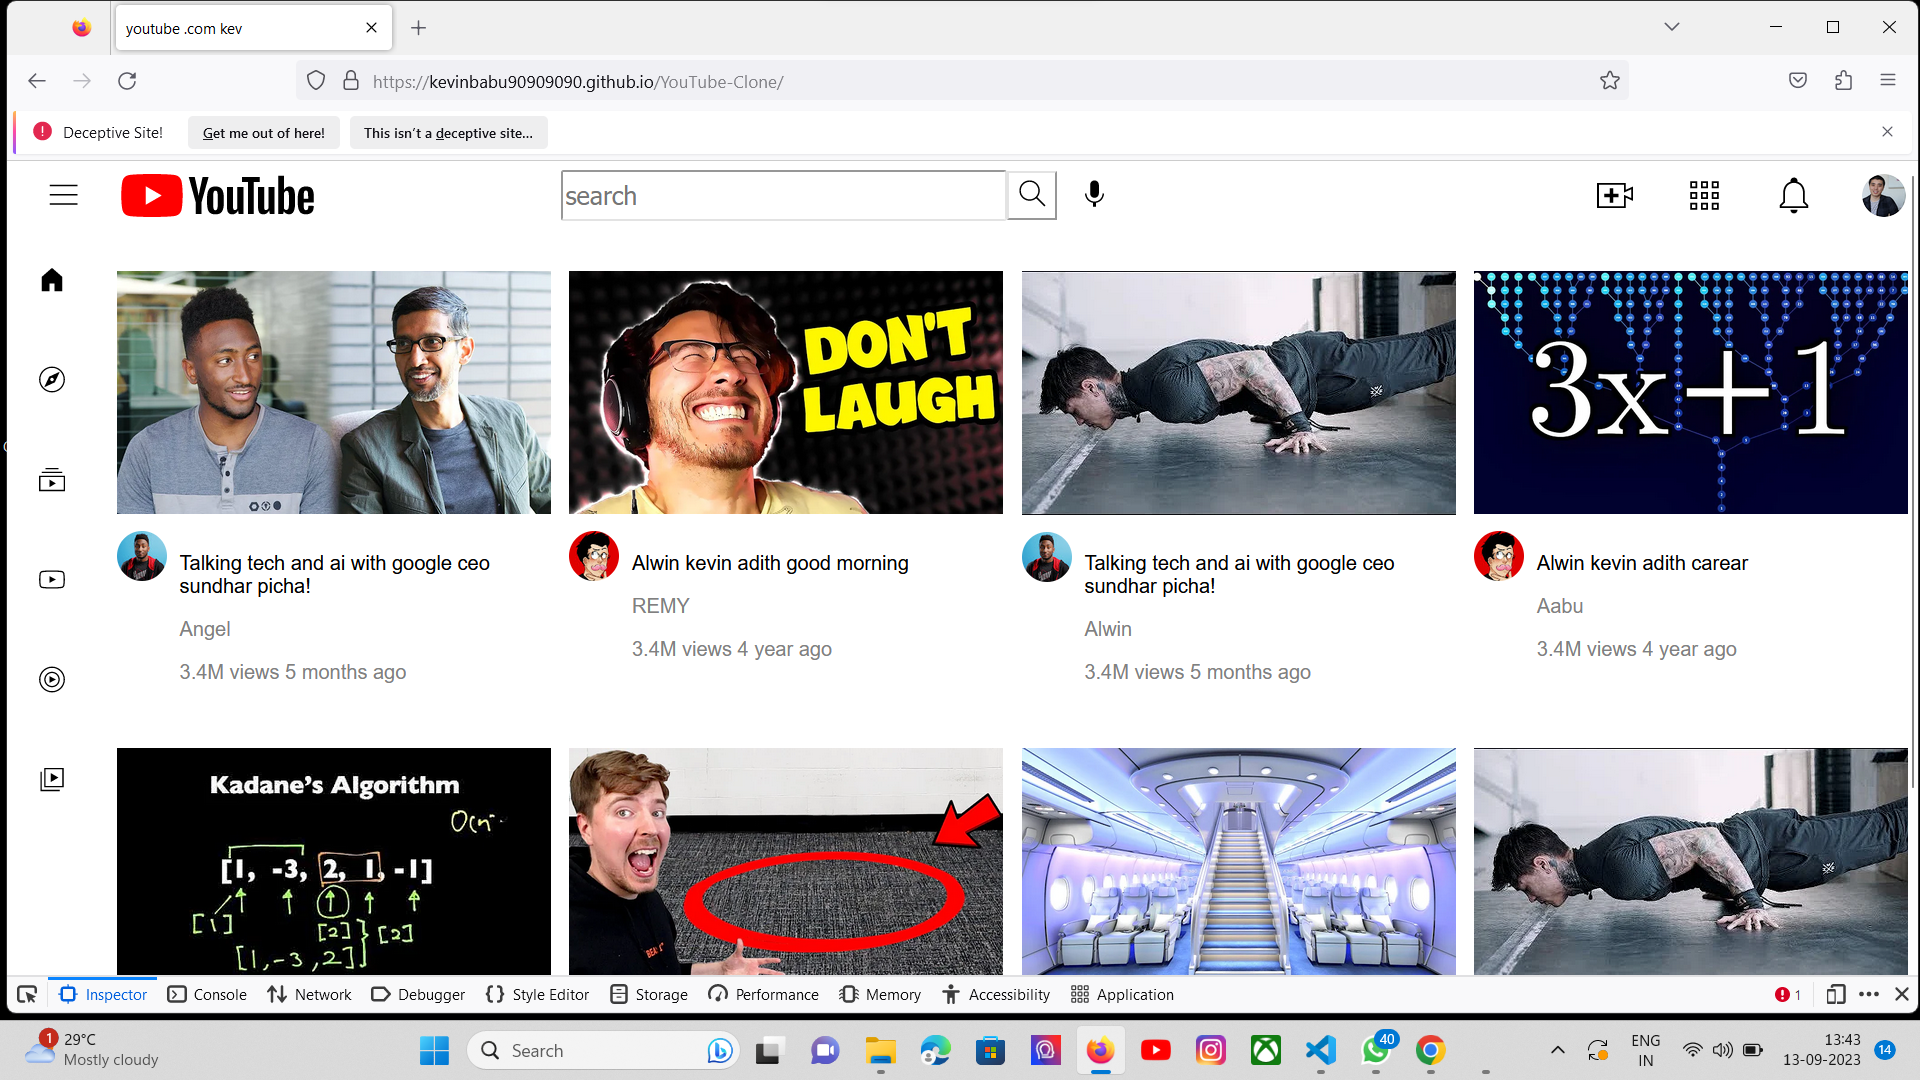 youtube .com kev
https://kevinbabu90909090.github.io/YouTube-Clone/
Deceptive Site!
Get me out of here!
This isn't a deceptive site...
YouTube
search
DON'T
LAUGH
3x+1
Talking tech and ai with google ceo
sundhar picha!
Angel
3.4M views 5 months ago
Alwin kevin adith good morning
REMY
3.4M views 4 year ago
Talking tech and ai with google ceo
sundhar picha!
Alwin
3.4M views 5 months ago
Alwin kevin adith carear
Aabu
3.4M views 4 year ago
Kadane's Algorithm
[1, -3, 2, 1, -1]
[1]
[2]
[2]
[1, -3, 2]
Inspector
Console
Network
Debugger
Style Editor
Storage
Performance
Memory
Accessibility
Application
1
1
29°C
Mostly cloudy
Search
40
ENG
IN
13:43
13-09-2023
14